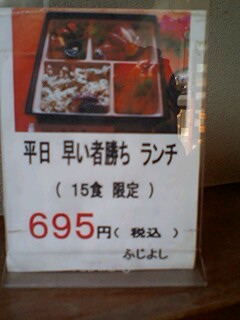 平日 早い者勝ち ランチ
( 15食 限定 )
695円( 税込 )
ふじよし